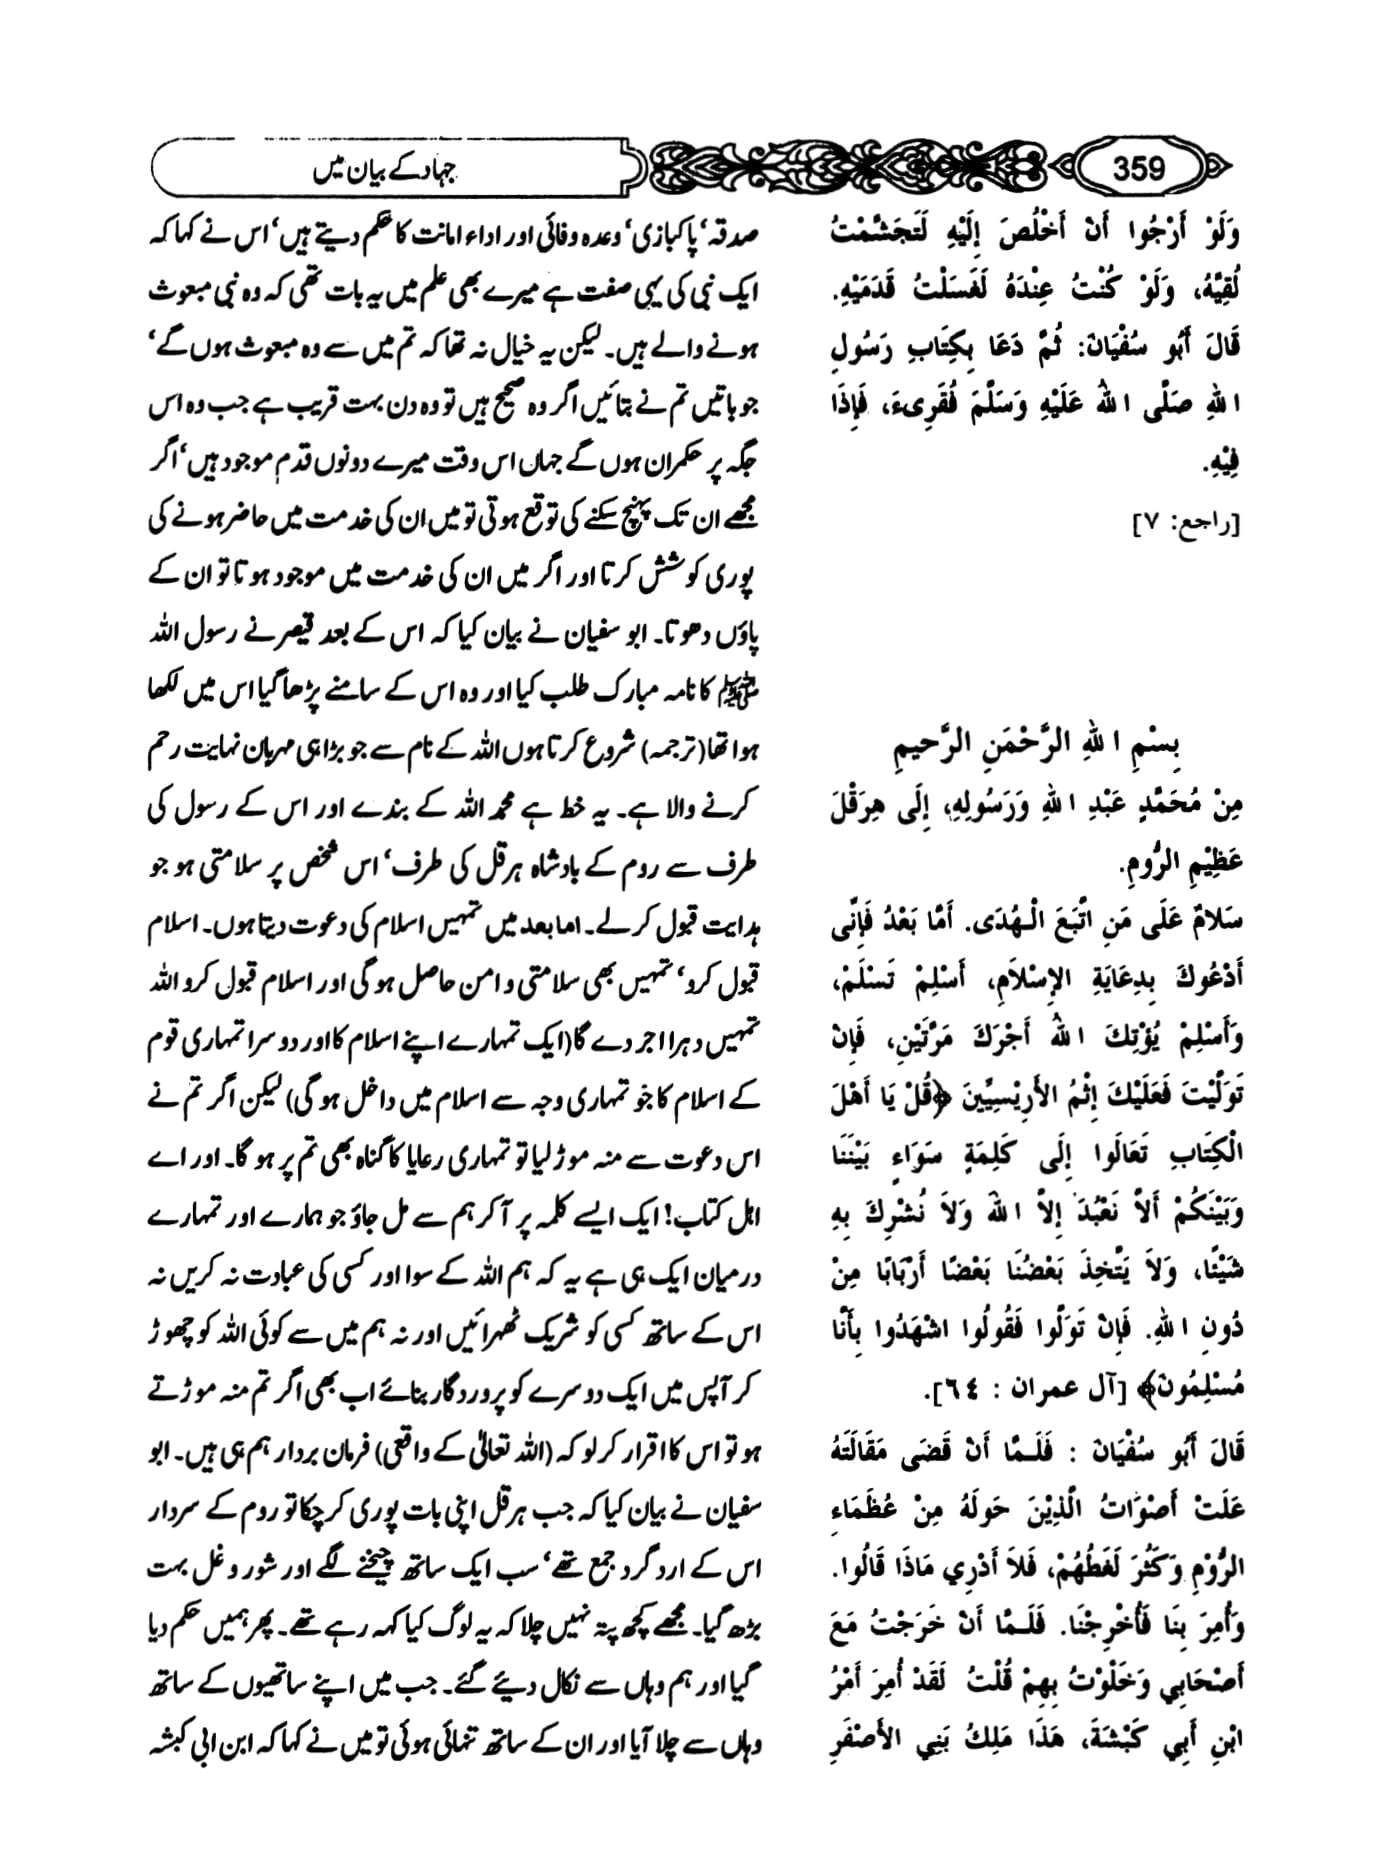 359
جہاد کے بیان میں
وَلَوْ أَرْجُوا أَنْ أَخْلُصَ إِلَيْهِ لَتَجَشَّمْتُ
لُقِيَّهُ، وَلَوْ كُنْتُ عِنْدَهُ لَغَسَلْتُ قَدَمَيْهِ.
قَالَ أَبُو سُفْيَانَ: ثُمَّ دَعَا بِكِتَابِ رَسُولِ
اللهِ صَلَّى اللهُ عَلَيْهِ وَسَلَّمَ فَقُرِىءَ، فَإِذَا
فِيْهِ.
[راجع: ٧]
بِسْمِ اللهِ الرَّحْمَنِ الرَّحِيمِ
مِنْ مُحَمَّدٍ عَبْدِ اللهِ وَرَسُولِهِ، إِلَى هِرَقْلَ
عَظِيْمِ الرُّومِ.
سَلامٌ عَلَى مَنِ اتَّبَعَ الْـهُدَى. أَمَّا بَعْدُ فَإِنَّى
أَدْعُوكَ بِدِعَايَةِ الإِسْلاَمِ، أَسْلِمْ تَسْلَمْ،
وَأَسْلِمْ يُؤْتِكَ اللهُ أَجْرَكَ مَرَّتَيْنِ، فَإِنْ
تَوَلَّيْتَ فَعَلَيْكَ إِثْمُ الأَرِيْسِيِّينَ ﴿قُلْ يَا أَهْلَ
الْكِتَابِ تَعَالَوا إِلَى كَلِمَةٍ سَوَاءٍ بَيْنَنَا
وَبَيْنَكُمْ أَلاَّ نَعْبُدَ إِلاَّ اللهَ وَلاَ نُشْرِكَ بِهِ
شَيْئًا، وَلاَ يَتَّخِذَ بَعْضُنَا بَعْضًا أَرْبَابًا مِنْ
دُونِ اللهِ. فَإِنْ تَوَلَّوا فَقُولُوا اشْهَدُوا بِأَنَّا
مُسْلِمُونَ﴾ [آل عمران : ٦٤].
قَالَ أَبُو سُفْيَانَ : فَلَـمَّا أَنْ قَضَى مَقَالَتَهُ
عَلَتْ أَصْوَاتُ الَّذِيْنَ حَولَهُ مِنْ عُظَمَاءِ
الرُّوْمِ وَكَثُرَ لَغَطُهُمْ، فَلاَ أَدْرِي مَاذَا قَالُوا.
وَأُمِرَ بِنَا فَأُخْرِجْنَا. فَلَـمَّا أَنْ خَرَجْتُ مَعَ
أَصْحَابِي وَخَلَوْتُ بِهِمْ قُلْتُ لَقَدْ أُمِرَ أَمْرُ
ابْنِ أَبِي كَبْشَةَ، هَذَا مَلِكُ بَنِي الأَصْفَرِ
صدقہ‘ پاکبازی‘ وعدہ وفائی اور اداء امانت کا حکم دیتے ہیں‘ اس نے کہا کہ
ایک نبی کی یہی صفت ہے میرے بھی علم میں یہ بات تھی کہ وہ نبی مبعوث
ہونے والے ہیں۔ لیکن یہ خیال نہ تھا کہ تم میں سے وہ مبعوث ہوں گے‘
جو باتیں تم نے بتائیں اگر وہ صحیح ہیں تو وہ دن بہت قریب ہے جب وہ اس
جگہ پر حکمران ہوں گے جہاں اس وقت میرے دونوں قدم موجود ہیں‘ اگر
مجھے ان تک پہنچ سکنے کی توقع ہوتی تو میں ان کی خدمت میں حاضر ہونے کی
پوری کوشش کرتا اور اگر میں ان کی خدمت میں موجود ہوتا تو ان کے
پاؤں دھوتا۔ ابو سفیان نے بیان کیا کہ اس کے بعد قیصر نے رسول اللہ
ﷺ کا نامہ مبارک طلب کیا اور وہ اس کے سامنے پڑھا گیا اس میں لکھا
ہوا تھا (ترجمہ) شروع کرتا ہوں اللہ کے نام سے جو بڑا ہی مہربان نہایت رحم
کرنے والا ہے۔ یہ خط ہے محمد اللہ کے بندے اور اس کے رسول کی
طرف سے روم کے بادشاہ ہرقل کی طرف‘ اس شخص پر سلامتی ہو جو
ہدایت قبول کر لے۔ اما بعد میں تمہیں اسلام کی دعوت دیتا ہوں۔ اسلام
قبول کرو‘ تمہیں بھی سلامتی و امن حاصل ہو گی اور اسلام قبول کرو اللہ
تمہیں دہرا اجر دے گا (ایک تمہارے اپنے اسلام کا اور دوسرا تمہاری قوم
کے اسلام کا جو تمہاری وجہ سے اسلام میں داخل ہو گی) لیکن اگر تم نے
اس دعوت سے منہ موڑ لیا تو تمہاری رعایا کا گناہ بھی تم پر ہو گا۔ اور اے
اہل کتاب! ایک ایسے کلمہ پر آ کر ہم سے مل جاؤ جو ہمارے اور تمہارے
درمیان ایک ہی ہے یہ کہ ہم اللہ کے سوا اور کسی کی عبادت نہ کریں نہ
اس کے ساتھ کسی کو شریک ٹھہرائیں اور نہ ہم میں سے کوئی اللہ کو چھوڑ
کر آپس میں ایک دوسرے کو پروردگار بنائے اب بھی اگر تم منہ موڑتے
ہو تو اس کا اقرار کر لو کہ (اللہ تعالیٰ کے واقعی) فرمان بردار ہم ہی ہیں۔ ابو
سفیان نے بیان کیا کہ جب ہرقل اپنی بات پوری کر چکا تو روم کے سردار
اس کے ارد گرد جمع تھے‘ سب ایک ساتھ چیخنے لگے اور شور و غل بہت
بڑھ گیا۔ مجھے کچھ پتہ نہیں چلا کہ یہ لوگ کیا کہہ رہے تھے۔ پھر ہمیں حکم دیا
گیا اور ہم وہاں سے نکال دیئے گئے۔ جب میں اپنے ساتھیوں کے ساتھ
وہاں سے چلا آیا اور ان کے ساتھ تنہائی ہوئی تو میں نے کہا کہ ابن ابی کبشہ